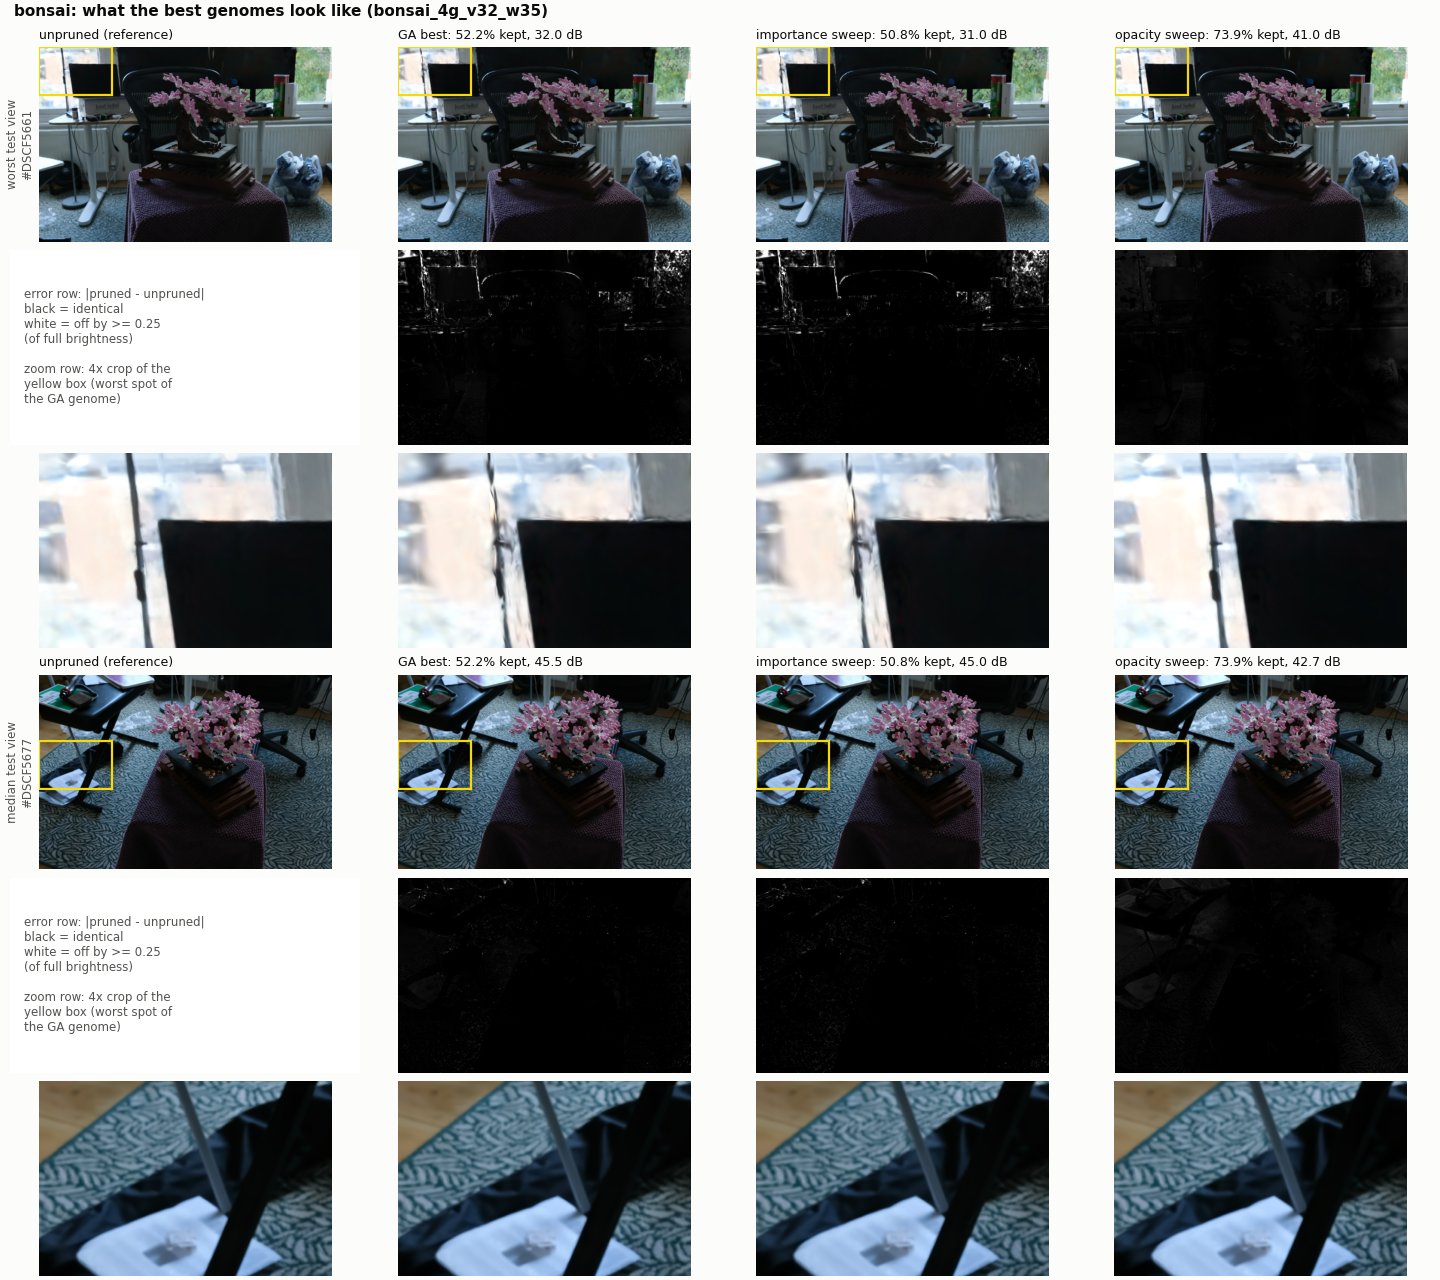 bonsai: what the best genomes look like (bonsai_4g_v32_w35)
unpruned (reference)
GA best: 52.2% kept, 32.0 dB
importance sweep: 50.8% kept, 31.0 dB
opacity sweep: 73.9% kept, 41.0 dB
worst test view
#DSCF5661
error row: |pruned - unpruned|
black = identical
white = off by >= 0.25
(of full brightness)
zoom row: 4x crop of the
yellow box (worst spot of
the GA genome)
unpruned (reference)
GA best: 52.2% kept, 45.5 dB
importance sweep: 50.8% kept, 45.0 dB
opacity sweep: 73.9% kept, 42.7 dB
median test view
#DSCF5677
error row: |pruned - unpruned|
black = identical
white = off by >= 0.25
(of full brightness)
zoom row: 4x crop of the
yellow box (worst spot of
the GA genome)